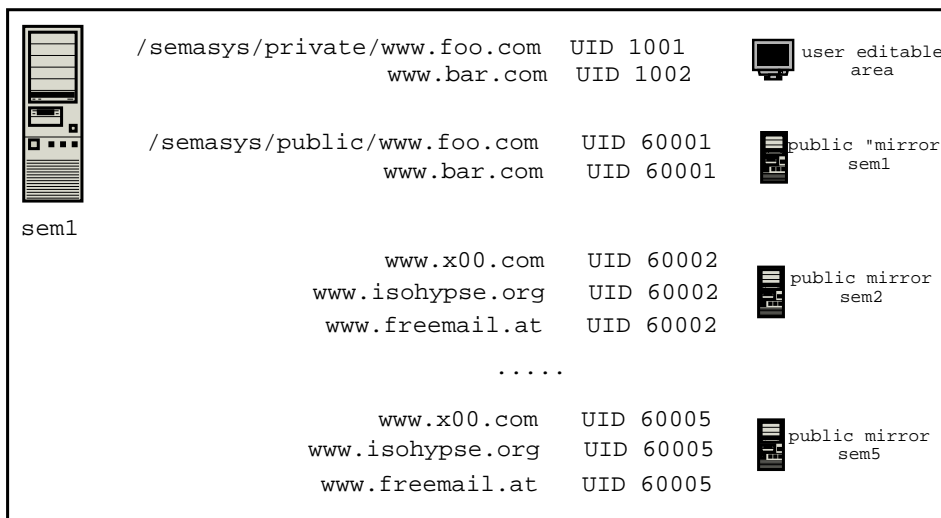 /semasys/private/www.foo.com UID 1001
www.bar.com UID 1002
user editable
area
/semasys/public/www.foo.com UID 60001
www.bar.com UID 60001
public "mirror
sem1
sem1
www.x00.com UID 60002
www.isohypse.org UID 60002
www.freemail.at UID 60002
public mirror
sem2
.....
www.x00.com UID 60005
www.isohypse.org UID 60005
www.freemail.at UID 60005
public mirror
sem5